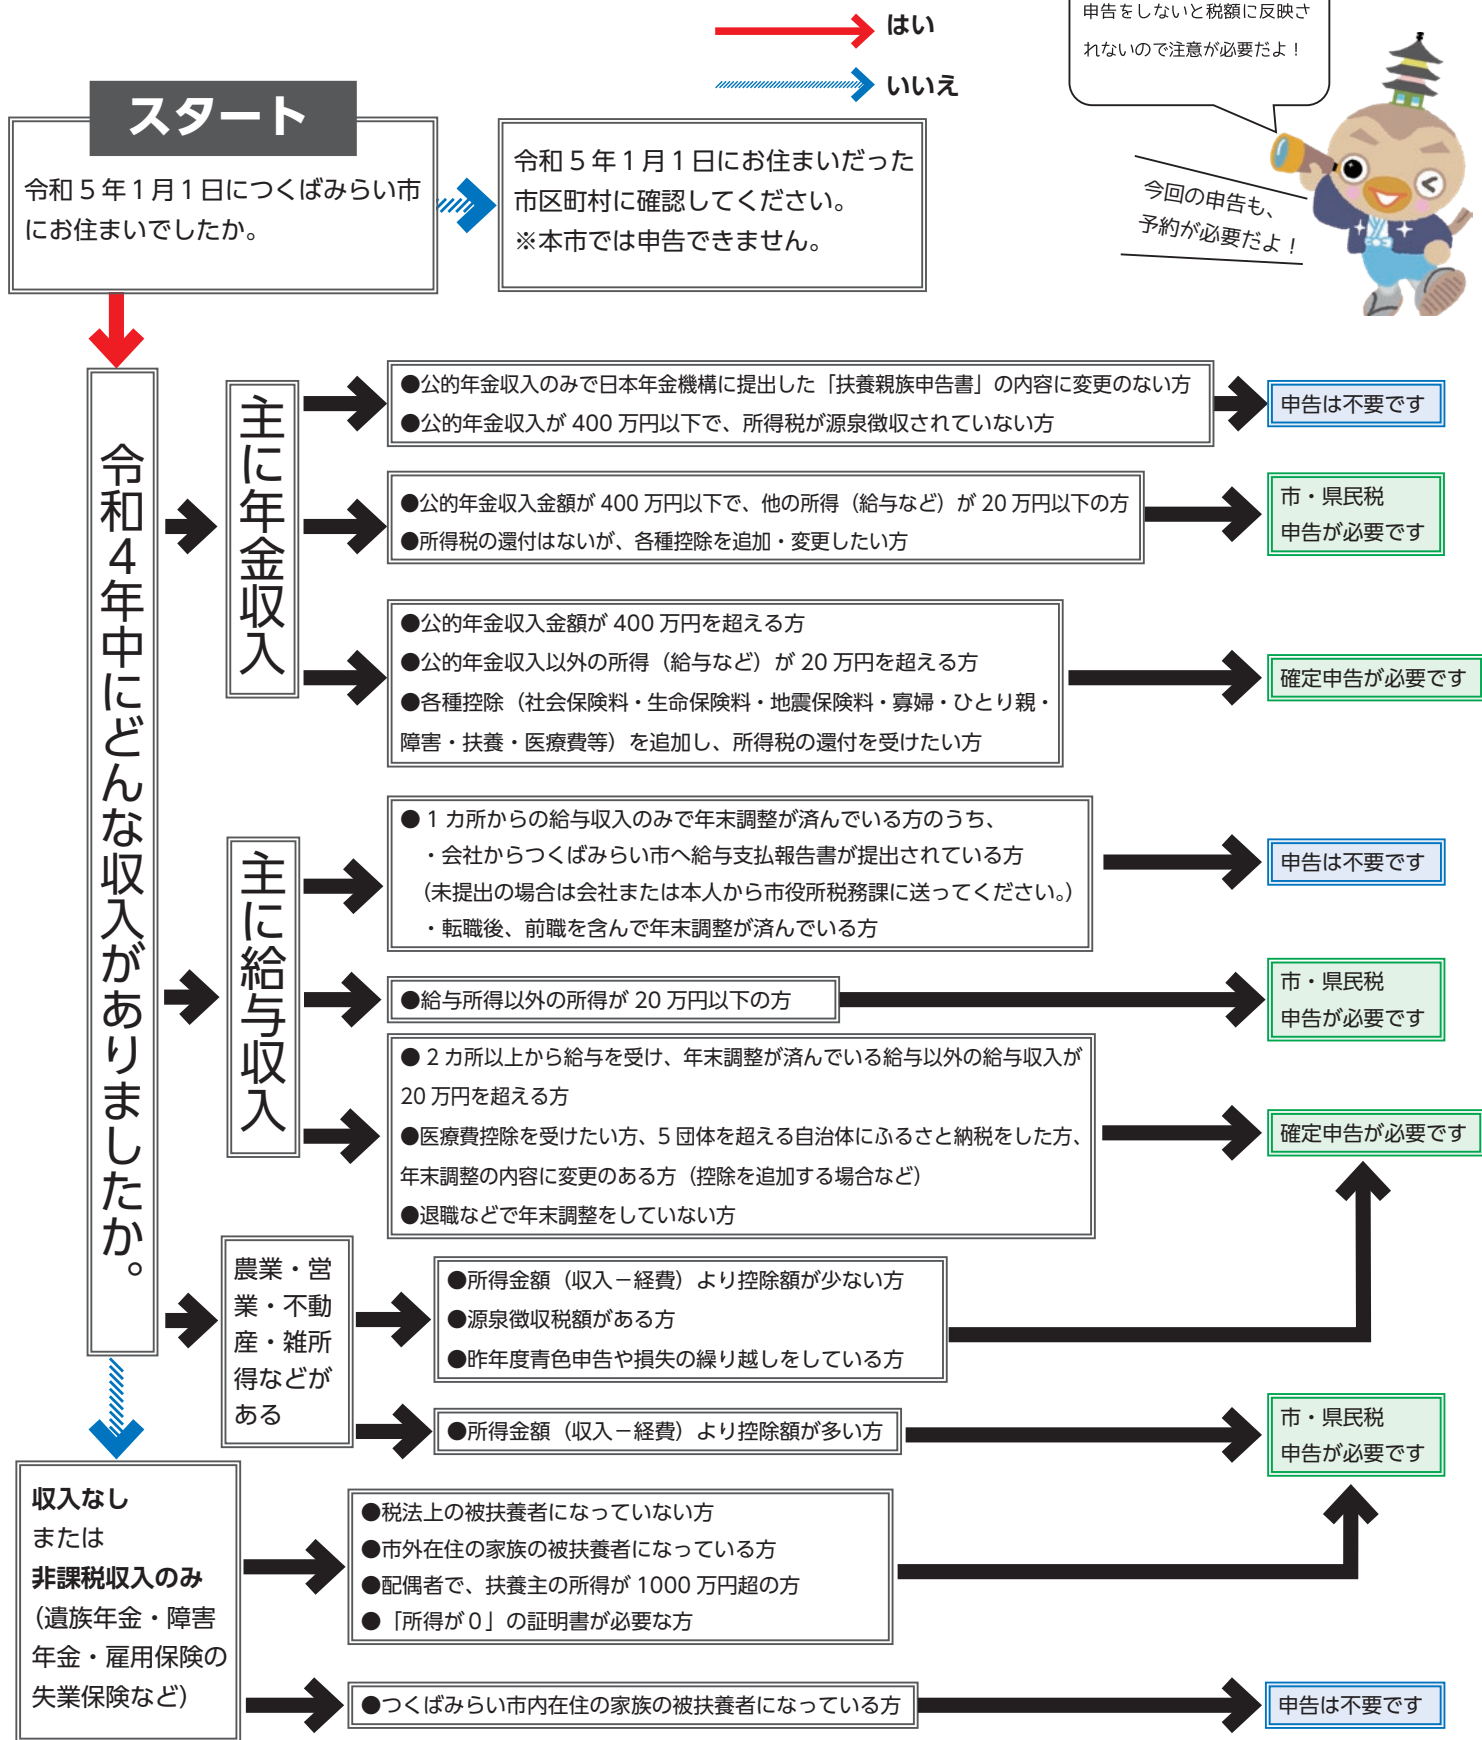 はい
いいえ
申告をしないと税額に反映さ
れないので注意が必要だよ！
今回の申告も、
予約が必要だよ！
スタート
令和５年１月１日につくばみらい市
にお住まいでしたか。
令和５年１月１日にお住まいだった
市区町村に確認してください。
※本市では申告できません。
令和４年中にどんな収入がありましたか。
主に年金収入
●公的年金収入のみで日本年金機構に提出した「扶養親族申告書」の内容に変更のない方
●公的年金収入が 400 万円以下で、所得税が源泉徴収されていない方
申告は不要です
●公的年金収入金額が 400 万円以下で、他の所得（給与など）が 20 万円以下の方
●所得税の還付はないが、各種控除を追加・変更したい方
市・県民税
申告が必要です
●公的年金収入金額が 400 万円を超える方
●公的年金収入以外の所得（給与など）が 20 万円を超える方
●各種控除（社会保険料・生命保険料・地震保険料・寡婦・ひとり親・
障害・扶養・医療費等）を追加し、所得税の還付を受けたい方
確定申告が必要です
主に給与収入
●１カ所からの給与収入のみで年末調整が済んでいる方のうち、
・会社からつくばみらい市へ給与支払報告書が提出されている方
（未提出の場合は会社または本人から市役所税務課に送ってください。）
・転職後、前職を含んで年末調整が済んでいる方
申告は不要です
●給与所得以外の所得が 20 万円以下の方
市・県民税
申告が必要です
●２カ所以上から給与を受け、年末調整が済んでいる給与以外の給与収入が
20 万円を超える方
●医療費控除を受けたい方、5 団体を超える自治体にふるさと納税をした方、
年末調整の内容に変更のある方（控除を追加する場合など）
●退職などで年末調整をしていない方
確定申告が必要です
農業・営
業・不動
産・雑所
得などが
ある
●所得金額（収入－経費）より控除額が少ない方
●源泉徴収税額がある方
●昨年度青色申告や損失の繰り越しをしている方
●所得金額（収入－経費）より控除額が多い方
市・県民税
申告が必要です
収入なし
または
非課税収入のみ
（遺族年金・障害
年金・雇用保険の
失業保険など）
●税法上の被扶養者になっていない方
●市外在住の家族の被扶養者になっている方
●配偶者で、扶養主の所得が 1000 万円超の方
●「所得が０」の証明書が必要な方
●つくばみらい市内在住の家族の被扶養者になっている方
申告は不要です